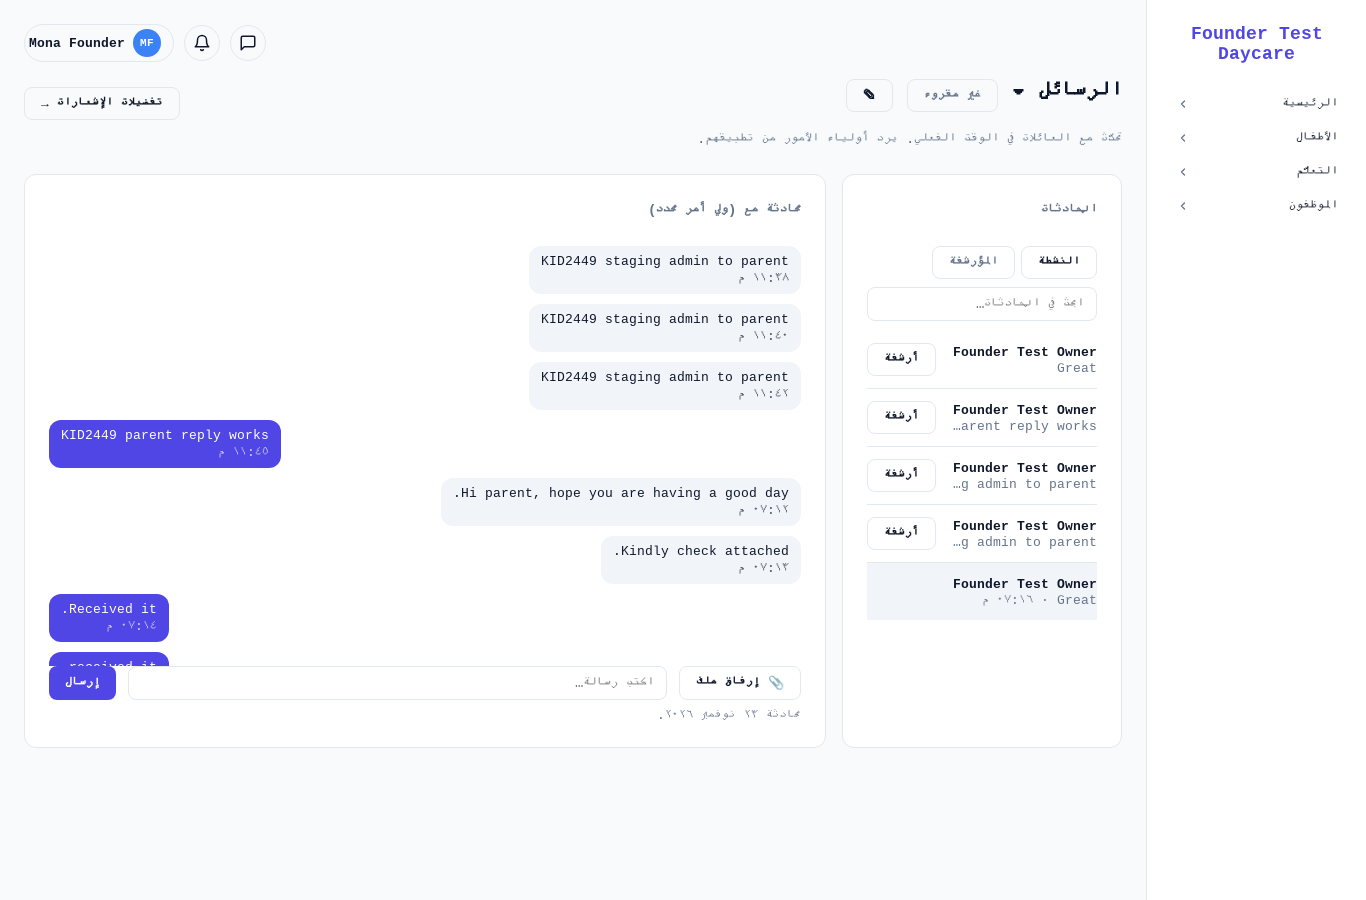 Founder Test
Daycare
الرئيسية
الأطفال
التعلّم
الموظفون
Mona Founder
MF
الرسائل
غير مقروء
تفضيلات الإشعارات →
تحدّث مع العائلات في الوقت الفعلي. يرد أولياء الأمور من تطبيقهم.
المحادثات
النشطة
المؤرشفة
ابحث في المحادثات…
Founder Test Owner
Great
أرشفة
Founder Test Owner
…arent reply works
أرشفة
Founder Test Owner
…g admin to parent
أرشفة
Founder Test Owner
…g admin to parent
أرشفة
Founder Test Owner
Great · ٠٧:١٦ م
محادثة مع (ولي أمر محدد)
KID2449 staging admin to parent
١١:٣٨ م
KID2449 staging admin to parent
١١:٤٠ م
KID2449 staging admin to parent
١١:٤٢ م
KID2449 parent reply works
١١:٤٥ م
.Hi parent, hope you are having a good day
٠٧:١٢ م
.Kindly check attached
٠٧:١٣ م
.Received it
٠٧:١٤ م
received it
📎 إرفاق ملف
اكتب رسالة…
إرسال
محادثة ٢٣ نوفمبر ٢٠٢٦.